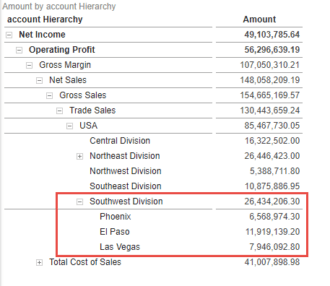 Amount by account Hierarchy
account Hierarchy Amount
Net Income 49,103,785.64
Operating Profit 56,296,639.19
Gross Margin 107,050,310.21
Net Sales 148,058,209.19
Gross Sales 154,665,169.57
Trade Sales 130,443,659.24
USA 85,467,730.05
Central Division 16,322,502.00
Northeast Division 26,446,423.00
Northwest Division 5,388,711.80
Southeast Division 10,875,886.95
Southwest Division 26,434,206.30
Phoenix 6,568,974.30
El Paso 11,919,139.20
Las Vegas 7,946,092.80
Total Cost of Sales 41,007,898.98